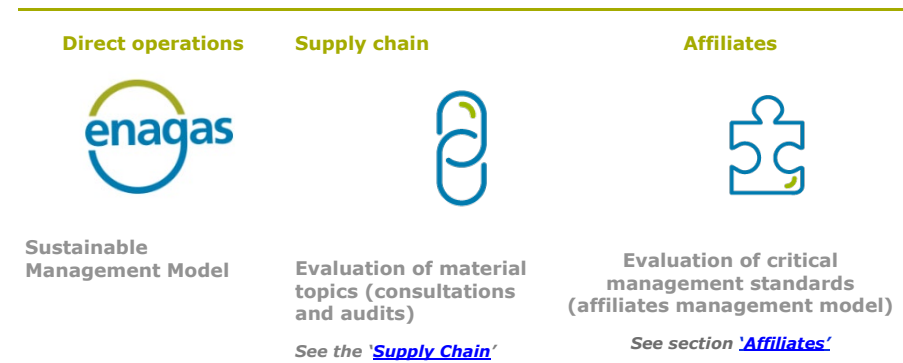 Direct operations
Supply chain
Affiliates
enagas
Sustainable
Management Model
Evaluation of material
topics (consultations
and audits)
See the ‘Supply Chain’
Evaluation of critical
management standards
(affiliates management model)
See section ‘Affiliates’